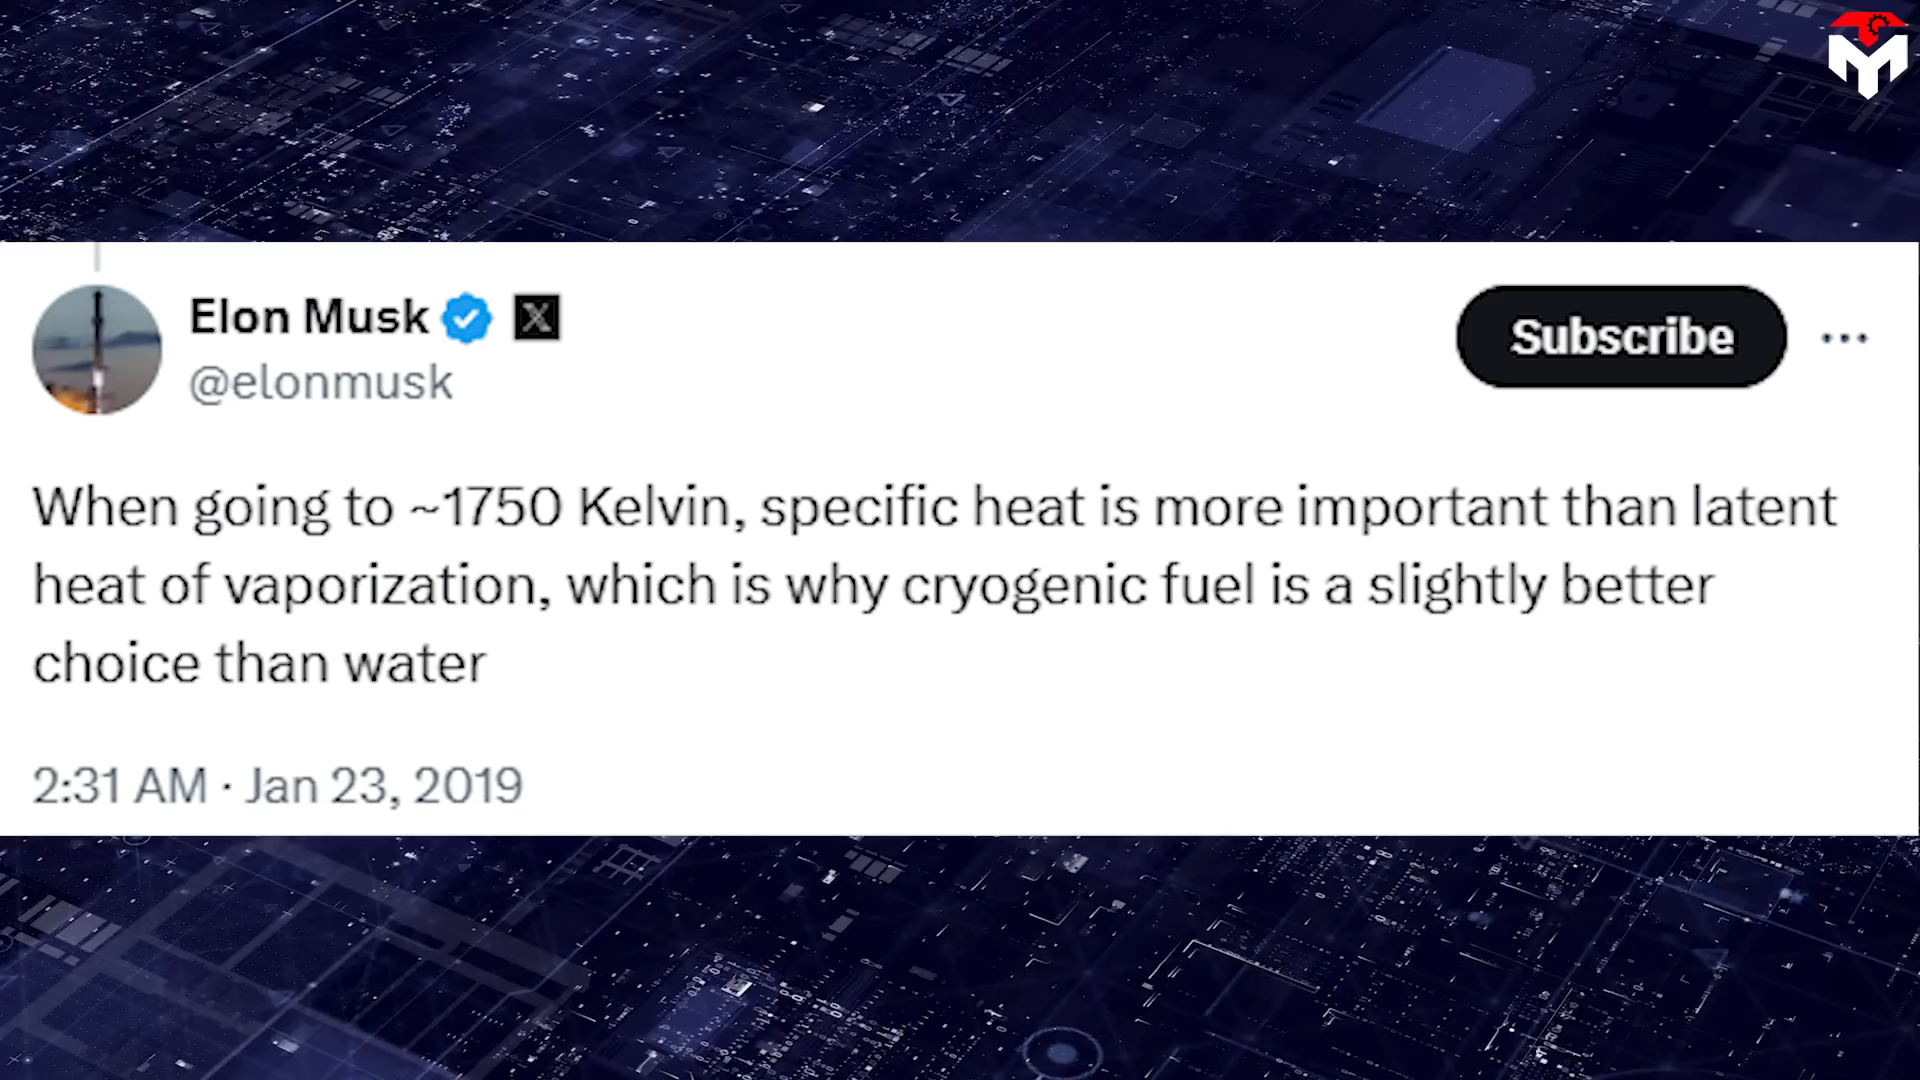 Elon Musk
@elonmusk
Subscribe
When going to ~1750 Kelvin, specific heat is more important than latent
heat of vaporization, which is why cryogenic fuel is a slightly better
choice than water
2:31 AM · Jan 23, 2019